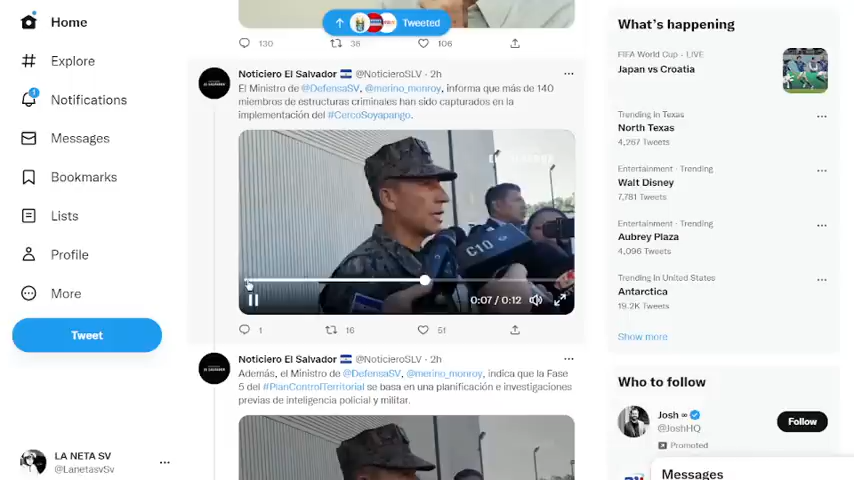 Home
Explore
1
Notifications
Messages
Bookmarks
Lists
Profile
More
Tweet
LA NETA SV
@LanetasvSv
Tweeted
130
36
106
Noticiero El Salvador @NoticieroSLV · 2h
El Ministro de @DefensaSV, @merino_monroy, informa que más de 140
miembros de estructuras criminales han sido capturados en la
implementación del #CercoSoyapango.
C10
0:07 / 0:12
1
16
51
Noticiero El Salvador @NoticieroSLV · 2h
Además, el Ministro de @DefensaSV, @merino_monroy, indica que la Fase
5 del #PlanControlTerritorial se basa en una planificación e investigaciones
previas de inteligencia policial y militar.
What's happening
FIFA World Cup · LIVE
Japan vs Croatia
Trending in Texas
North Texas
4,267 Tweets
Entertainment · Trending
Walt Disney
7,781 Tweets
Entertainment · Trending
Aubrey Plaza
4,096 Tweets
Trending in United States
Antarctica
19.2K Tweets
Show more
Who to follow
Josh
@JoshHQ
Follow
Promoted
Messages